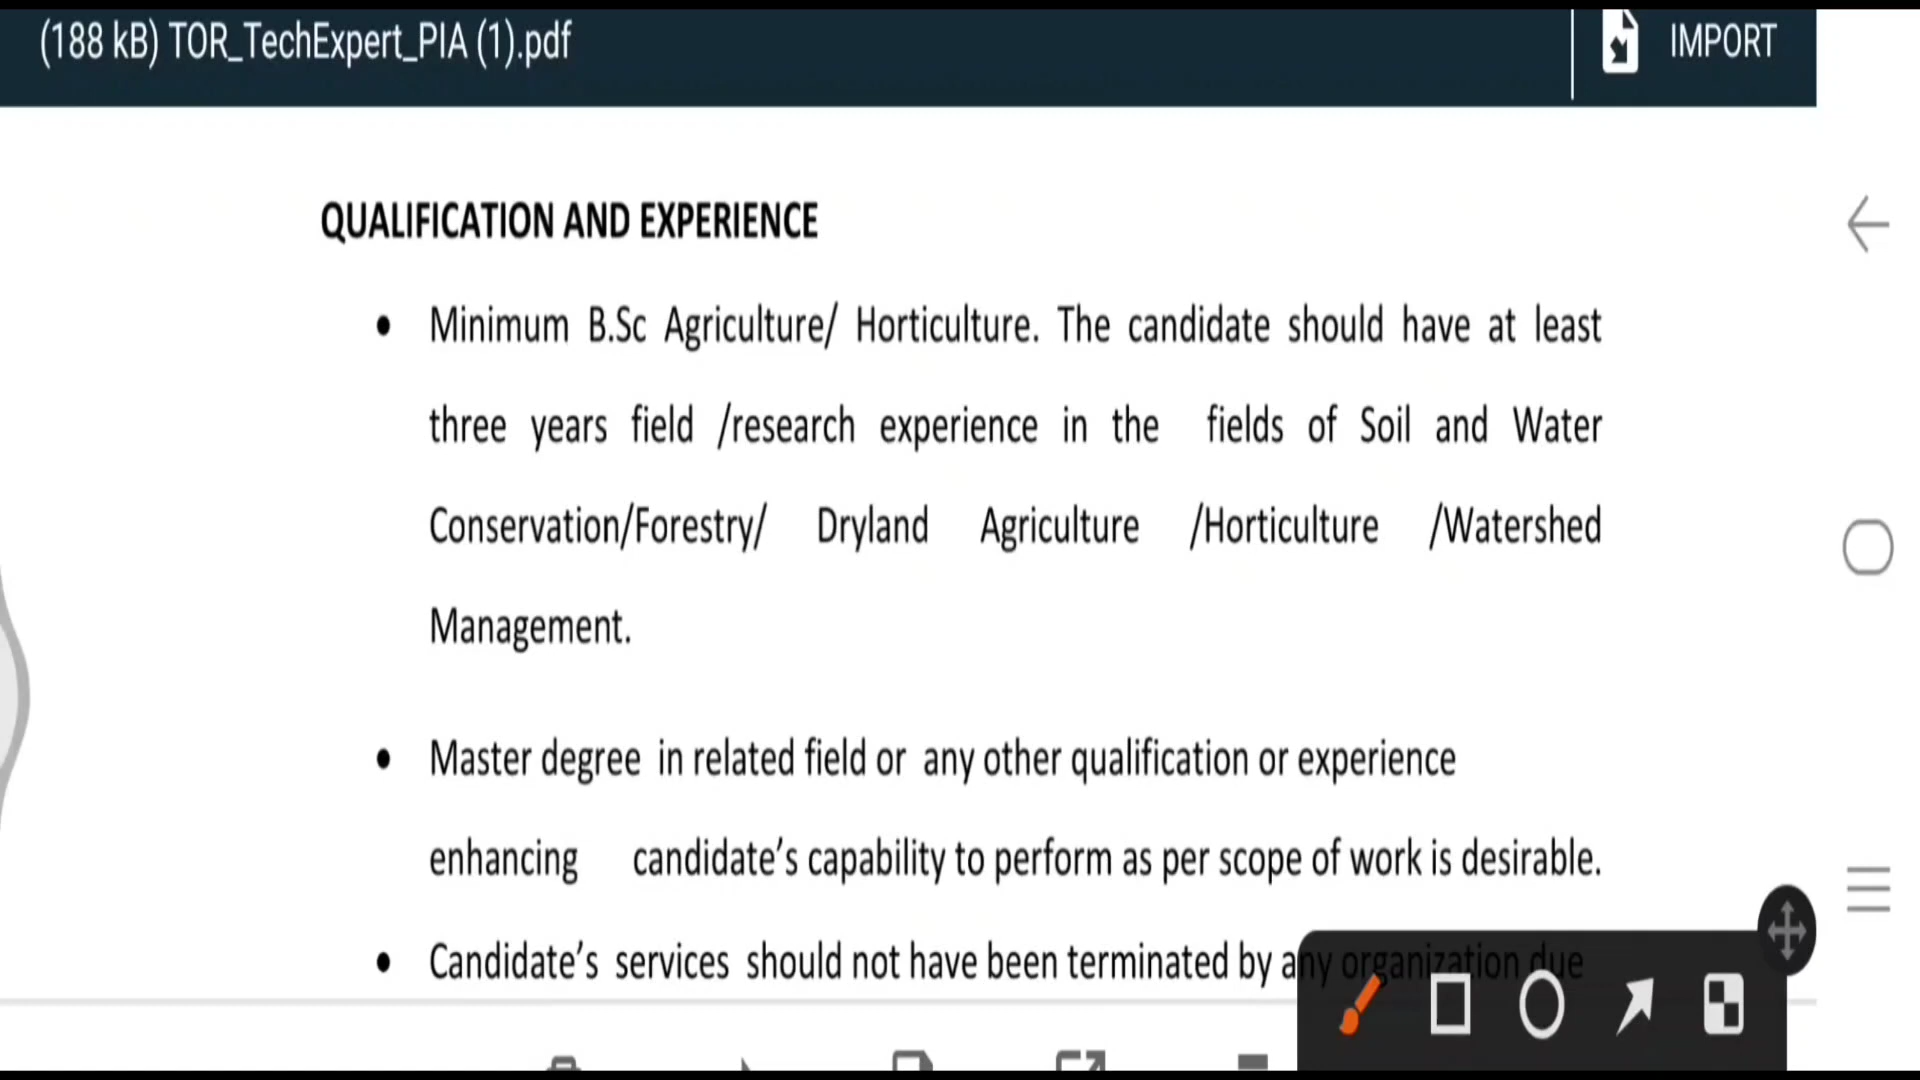 (188 kB) TOR_TechExpert_PIA (1).pdf
IMPORT
QUALIFICATION AND EXPERIENCE
• Minimum B.Sc Agriculture/ Horticulture. The candidate should have at least
three years field /research experience in the fields of Soil and Water
Conservation/Forestry/ Dryland Agriculture /Horticulture /Watershed
Management.
• Master degree in related field or any other qualification or experience
enhancing candidate's capability to perform as per scope of work is desirable.
• Candidate's services should not have been terminated by any organization due